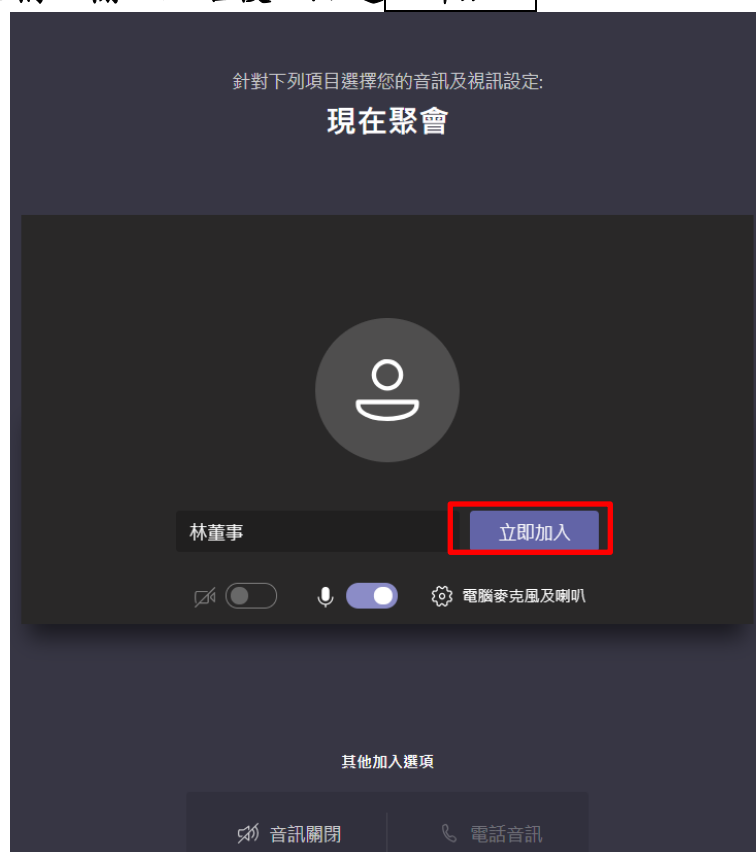 針對下列項目選擇您的音訊及視訊設定:
現在聚會
林董事
立即加入
電腦麥克風及喇叭
其他加入選項
音訊關閉
電話音訊